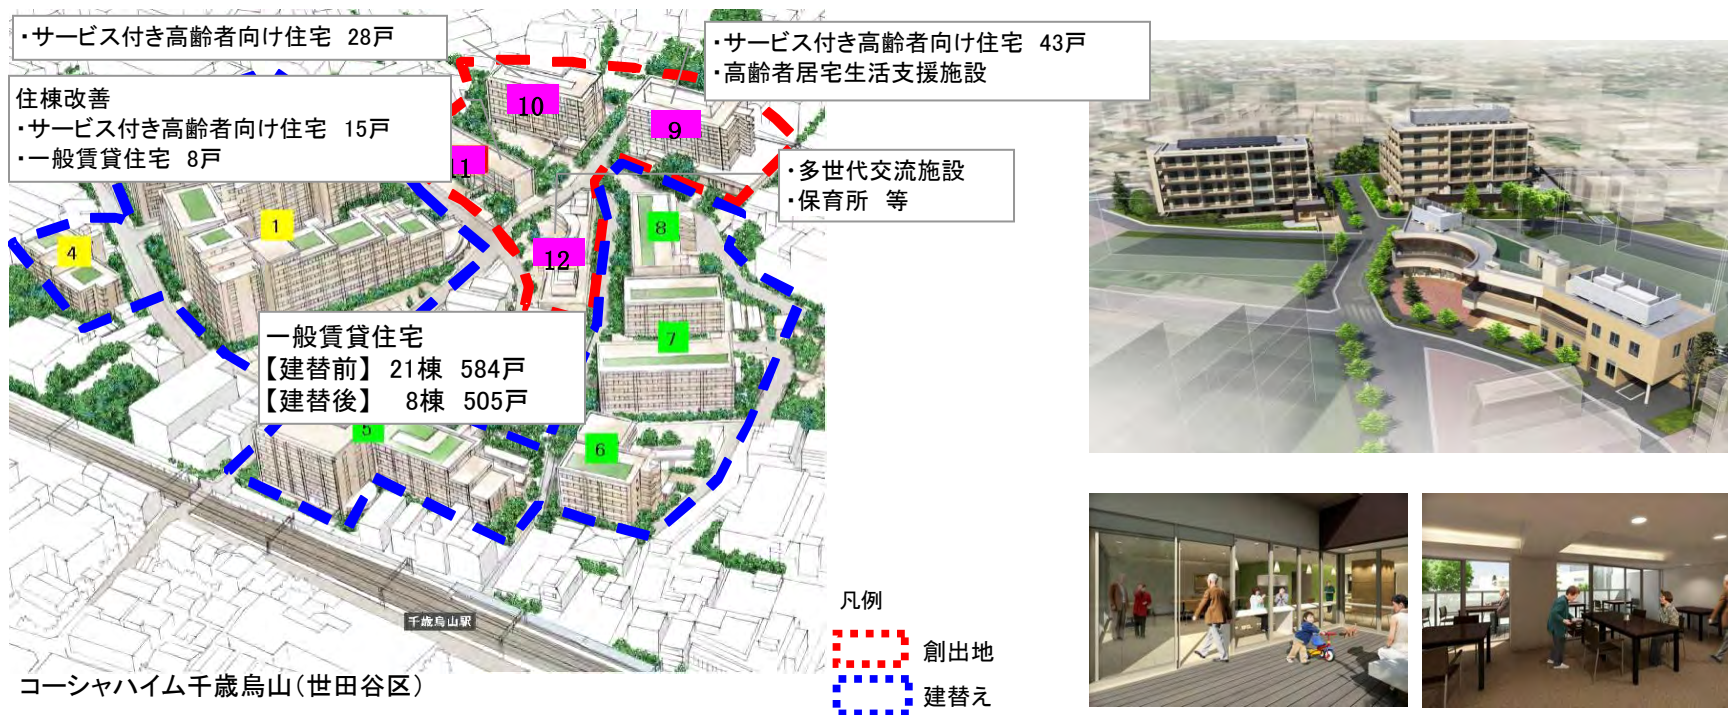 ・サービス付き高齢者向け住宅 28戸
・サービス付き高齢者向け住宅 43戸
・高齢者居宅生活支援施設
住棟改善
・サービス付き高齢者向け住宅 15戸
・一般賃貸住宅 8戸
10
9
11
・多世代交流施設
・保育所 等
1
8
4
12
一般賃貸住宅
【建替前】 21棟 584戸
【建替後】 8棟 505戸
7
5
6
千歳烏山駅
凡例
創出地
建替え
コーシャハイム千歳烏山(世田谷区)